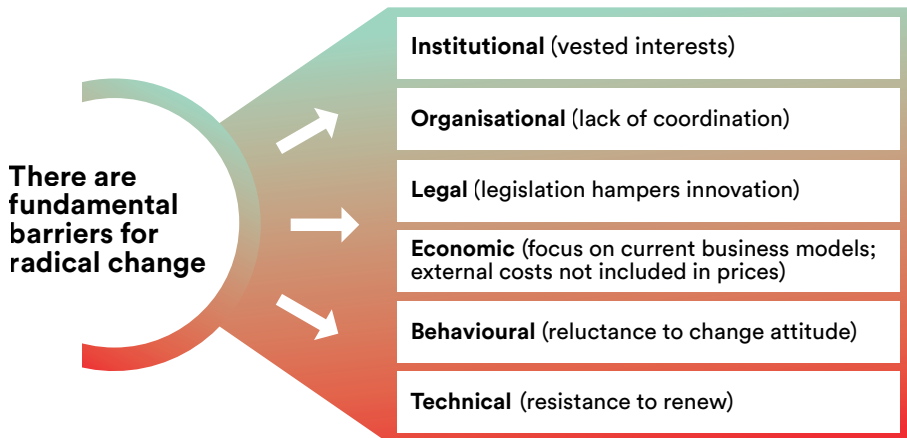 There are
fundamental
barriers for
radical change
Institutional (vested interests)
Organisational (lack of coordination)
Legal (legislation hampers innovation)
Economic (focus on current business models;
external costs not included in prices)
Behavioural (reluctance to change attitude)
Technical (resistance to renew)